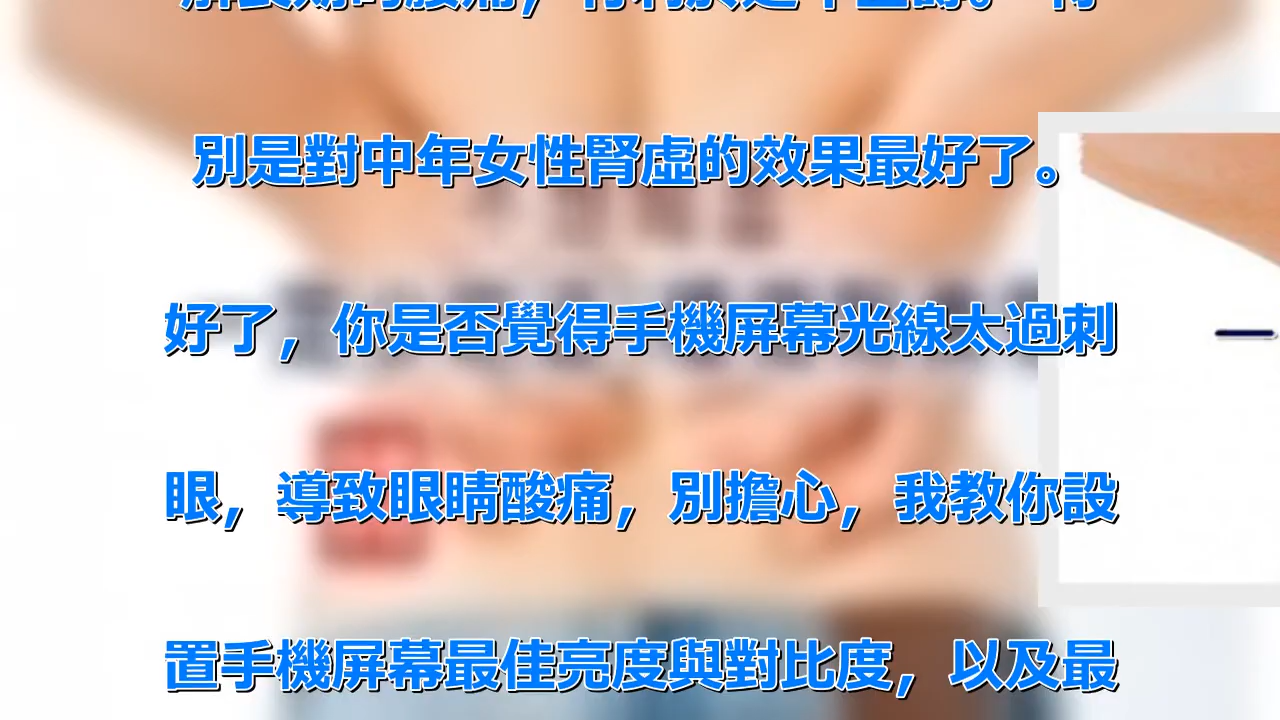 別是對中年女性腎虛的效果最好了。
好了，你是否覺得手機屏幕光線太過刺
眼，導致眼睛酸痛，別擔心，我教你設
置手機屏幕最佳亮度與對比度，以及最